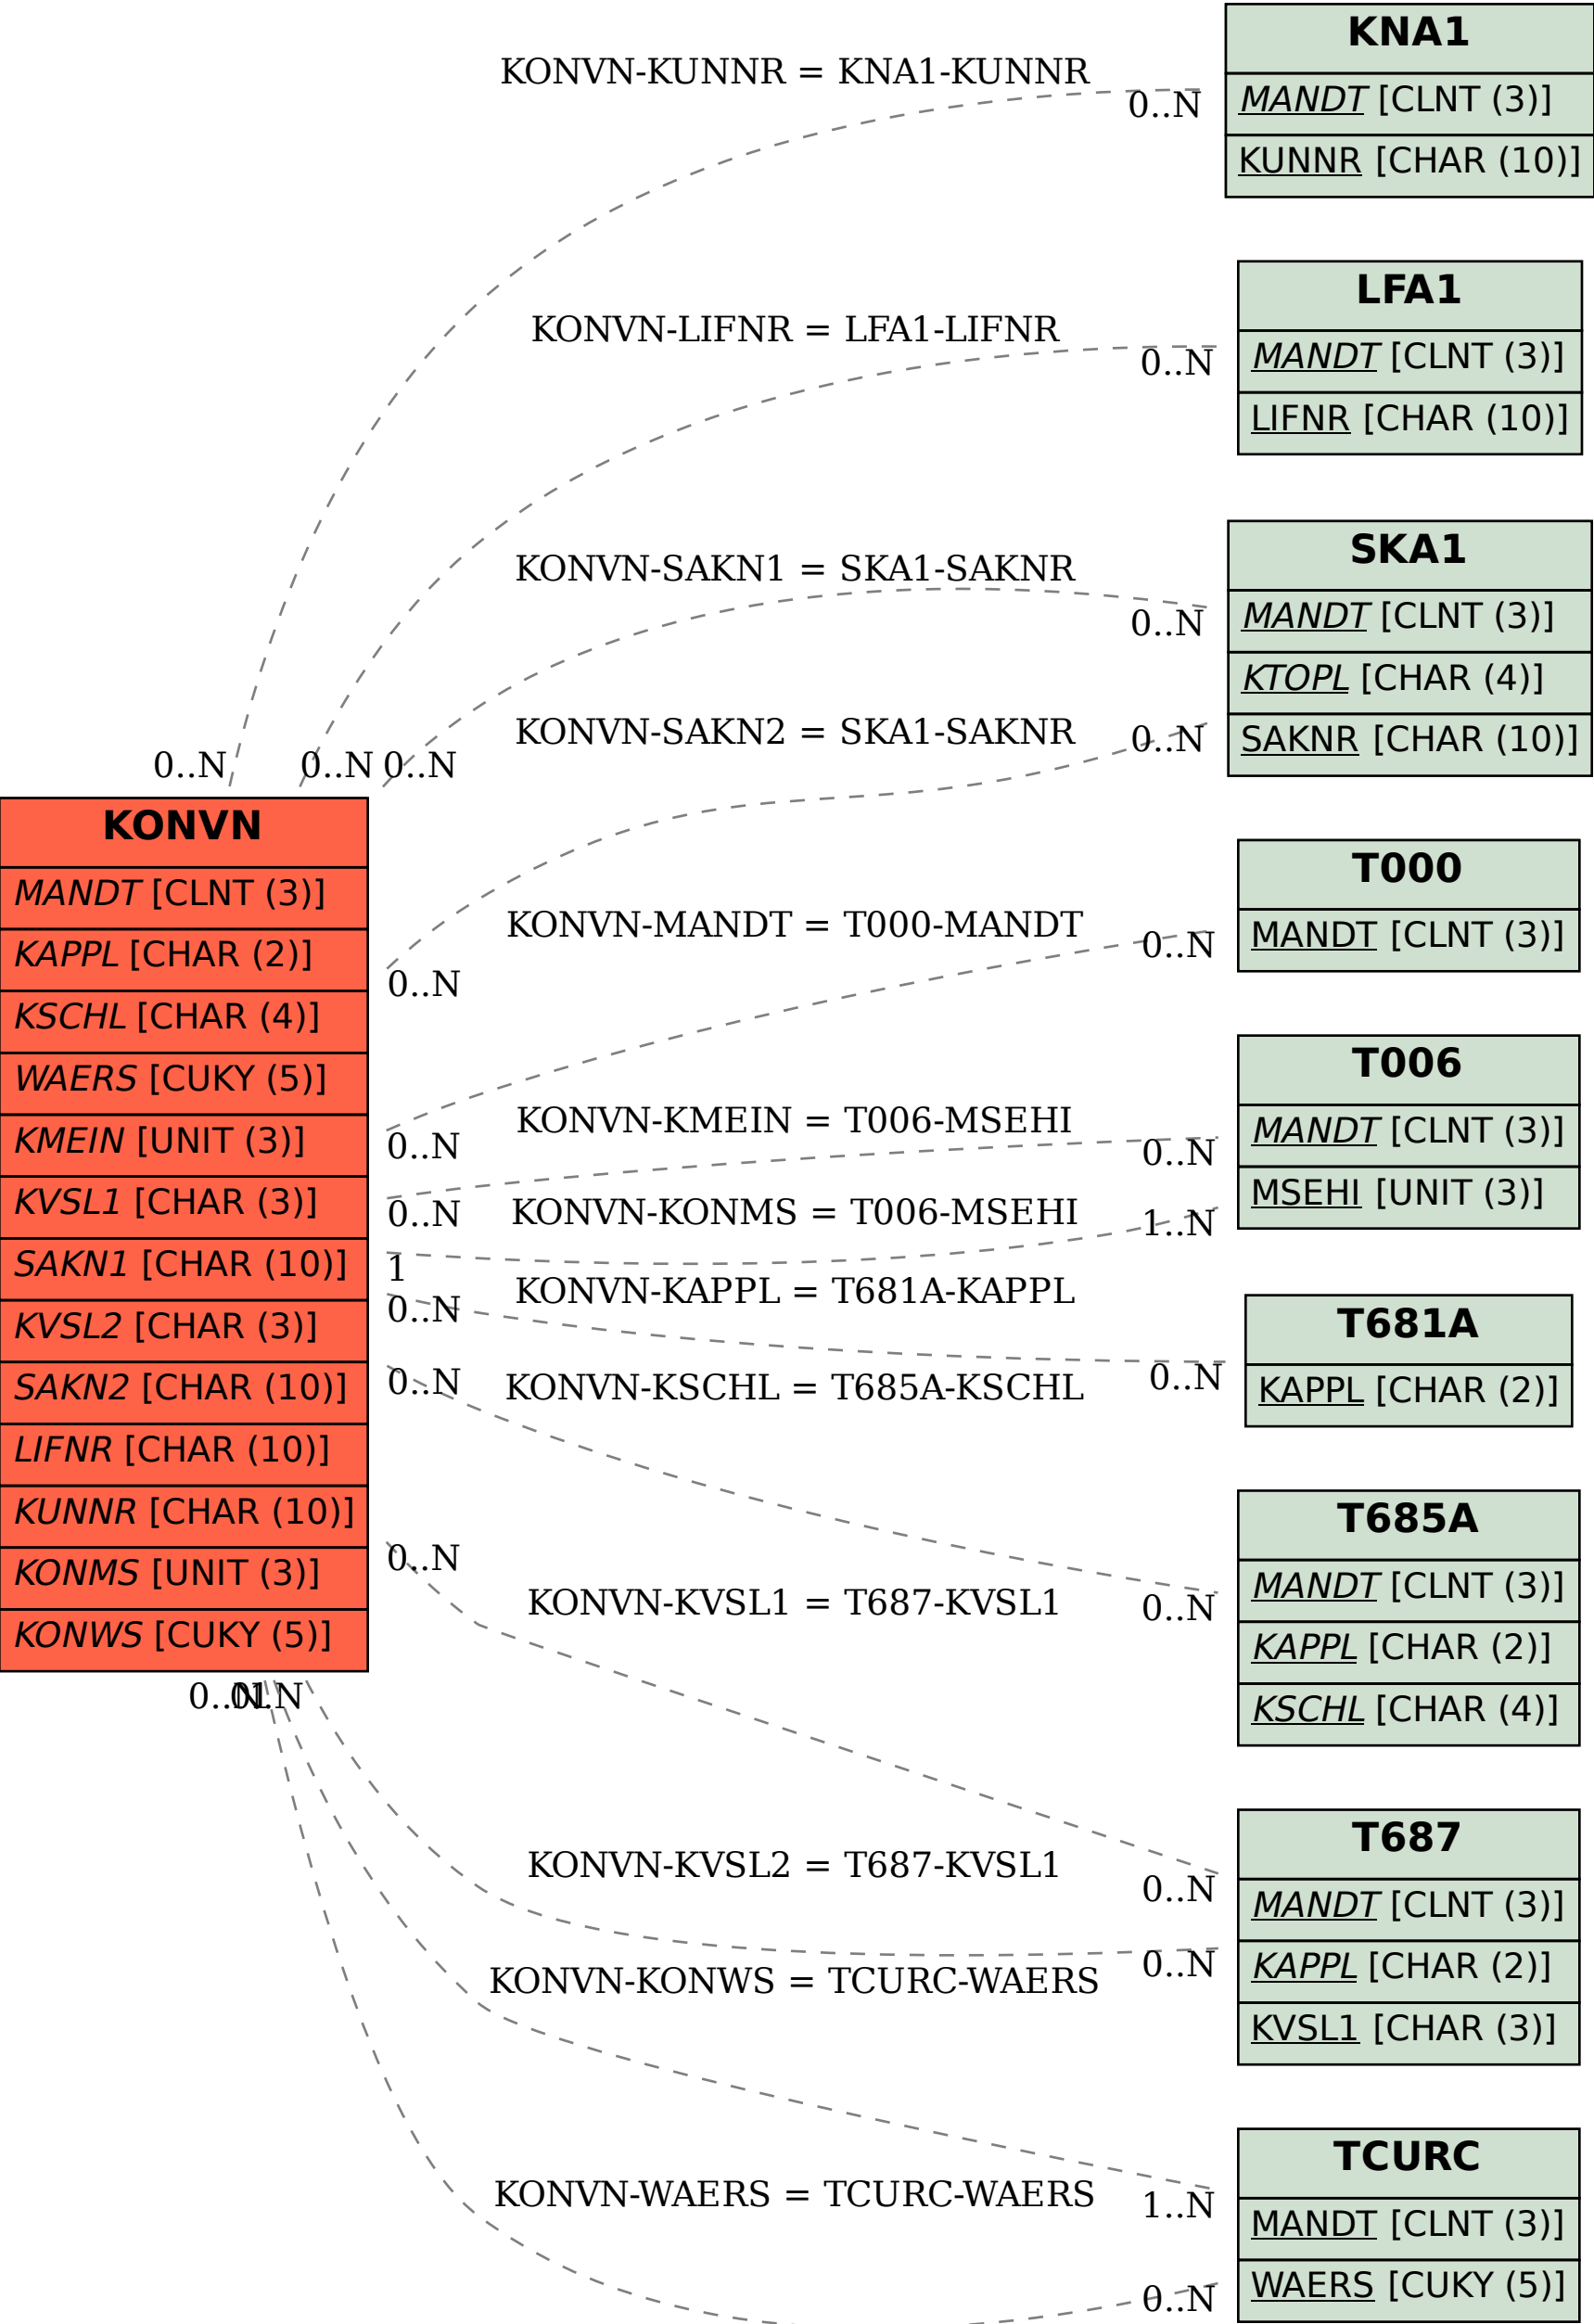 KNA1
MANDT [CLNT (3)]
KUNNR [CHAR (10)]
KONVN-KUNNR = KNA1-KUNNR
0..N
LFA1
MANDT [CLNT (3)]
LIFNR [CHAR (10)]
KONVN-LIFNR = LFA1-LIFNR
0..N
SKA1
MANDT [CLNT (3)]
KTOPL [CHAR (4)]
SAKNR [CHAR (10)]
KONVN-SAKN1 = SKA1-SAKNR
0..N
KONVN-SAKN2 = SKA1-SAKNR
0..N
0..N
0..N
0..N
KONVN
MANDT [CLNT (3)]
KAPPL [CHAR (2)]
KSCHL [CHAR (4)]
WAERS [CUKY (5)]
KMEIN [UNIT (3)]
KVSL1 [CHAR (3)]
SAKN1 [CHAR (10)]
KVSL2 [CHAR (3)]
SAKN2 [CHAR (10)]
LIFNR [CHAR (10)]
KUNNR [CHAR (10)]
KONMS [UNIT (3)]
KONWS [CUKY (5)]
T000
MANDT [CLNT (3)]
KONVN-MANDT = T000-MANDT
0..N
0..N
0..N
T006
MANDT [CLNT (3)]
MSEHI [UNIT (3)]
KONVN-KMEIN = T006-MSEHI
0..N
0..N
KONVN-KONMS = T006-MSEHI
1..N
1
T681A
KAPPL [CHAR (2)]
KONVN-KAPPL = T681A-KAPPL
0..N
0..N
T685A
MANDT [CLNT (3)]
KAPPL [CHAR (2)]
KSCHL [CHAR (4)]
KONVN-KSCHL = T685A-KSCHL
0..N
0..N
T687
MANDT [CLNT (3)]
KAPPL [CHAR (2)]
KVSL1 [CHAR (3)]
KONVN-KVSL1 = T687-KVSL1
0..N
0..N
KONVN-KVSL2 = T687-KVSL1
0..N
0..N
TCURC
MANDT [CLNT (3)]
WAERS [CUKY (5)]
KONVN-KONWS = TCURC-WAERS
1..N
1
KONVN-WAERS = TCURC-WAERS
0..N
0..N